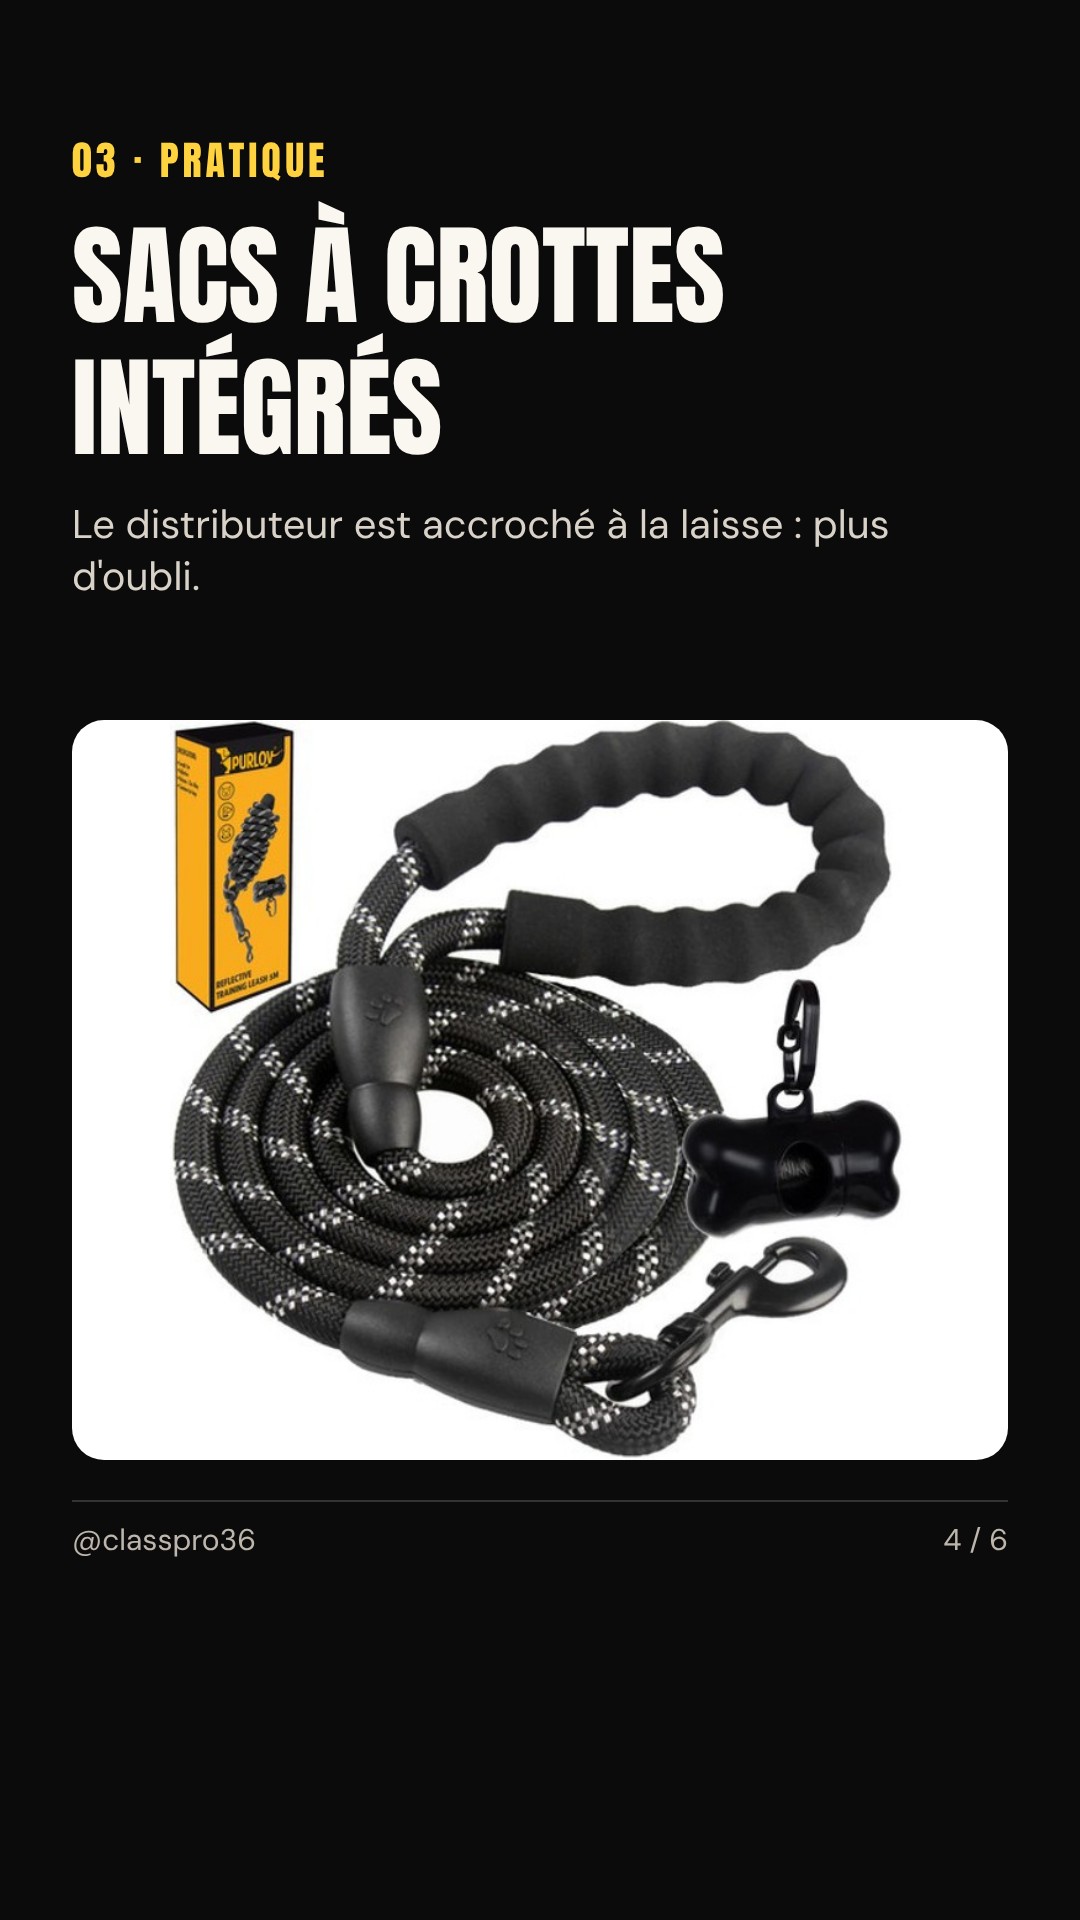 03 · PRATIQUE
SACS À CROTTES
INTÉGRÉS
Le distributeur est accroché à la laisse : plus
d'oubli.
PURLOV
REFLECTIVE
TRAINING LEASH 5M
@classpro36
4 / 6